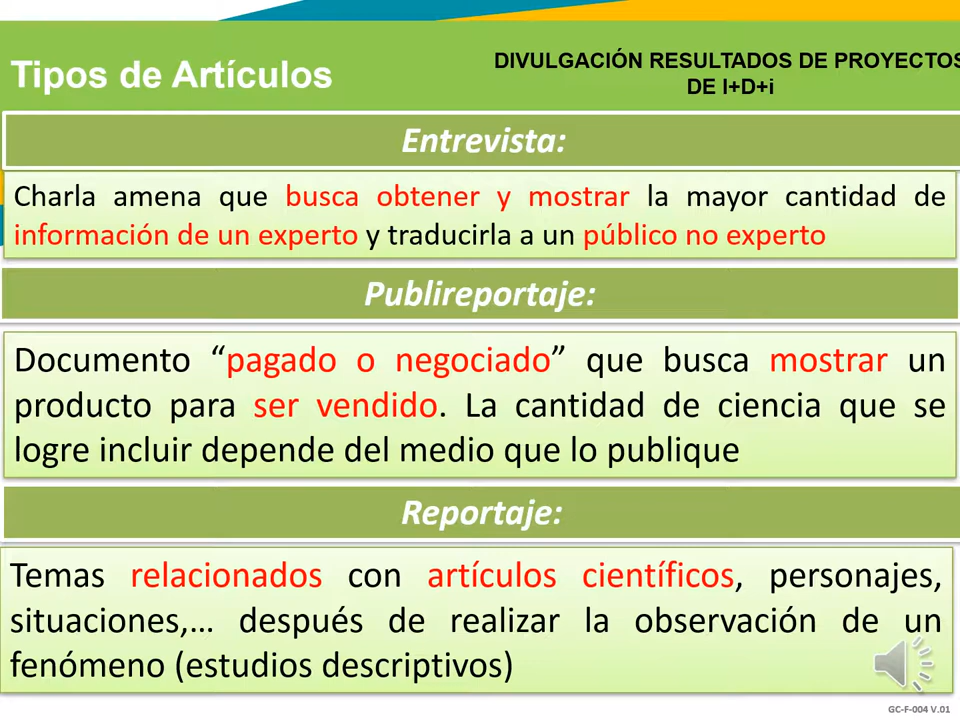 Tipos de Artículos
DIVULGACIÓN RESULTADOS DE PROYECTOS
DE I+D+i
Entrevista:
Charla amena que busca obtener y mostrar la mayor cantidad de
información de un experto y traducirla a un público no experto
Publireportaje:
Documento “pagado o negociado” que busca mostrar un
producto para ser vendido. La cantidad de ciencia que se
logre incluir depende del medio que lo publique
Reportaje:
Temas relacionados con artículos científicos, personajes,
situaciones,… después de realizar la observación de un
fenómeno (estudios descriptivos)
GC-F-004 V.01